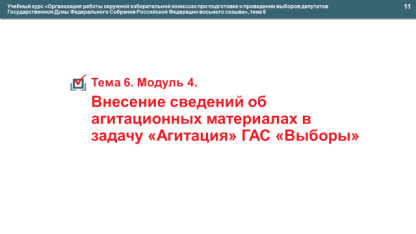 Учебный курс «Организация работы окружной избирательной комиссии при подготовке и проведении выборов депутатов
Государственной Думы Федерального Собрания Российской Федерации восьмого созыва», тема 6
11
Тема 6. Модуль 4.
Внесение сведений об
агитационных материалах в
задачу «Агитация» ГАС «Выборы»